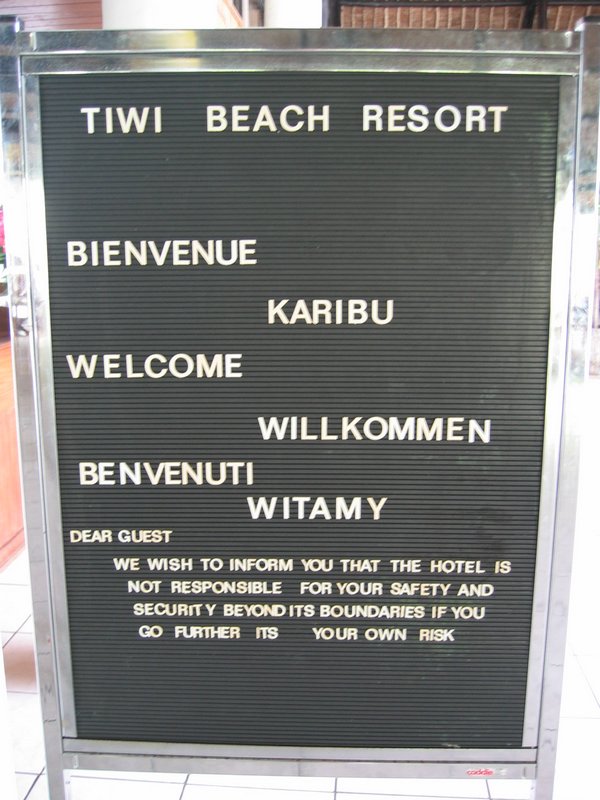 TIWI BEACH RESORT
BIENVENUE
KARIBU
WELCOME
WILLKOMMEN
BENVENUTI
WITAMY
DEAR GUEST
WE WISH TO INFORM YOU THAT THE HOTEL IS
NOT RESPONSIBLE FOR YOUR SAFETY AND
SECURITY BEYOND ITS BOUNDARIES IF YOU
GO FURTHER ITS YOUR OWN RISK